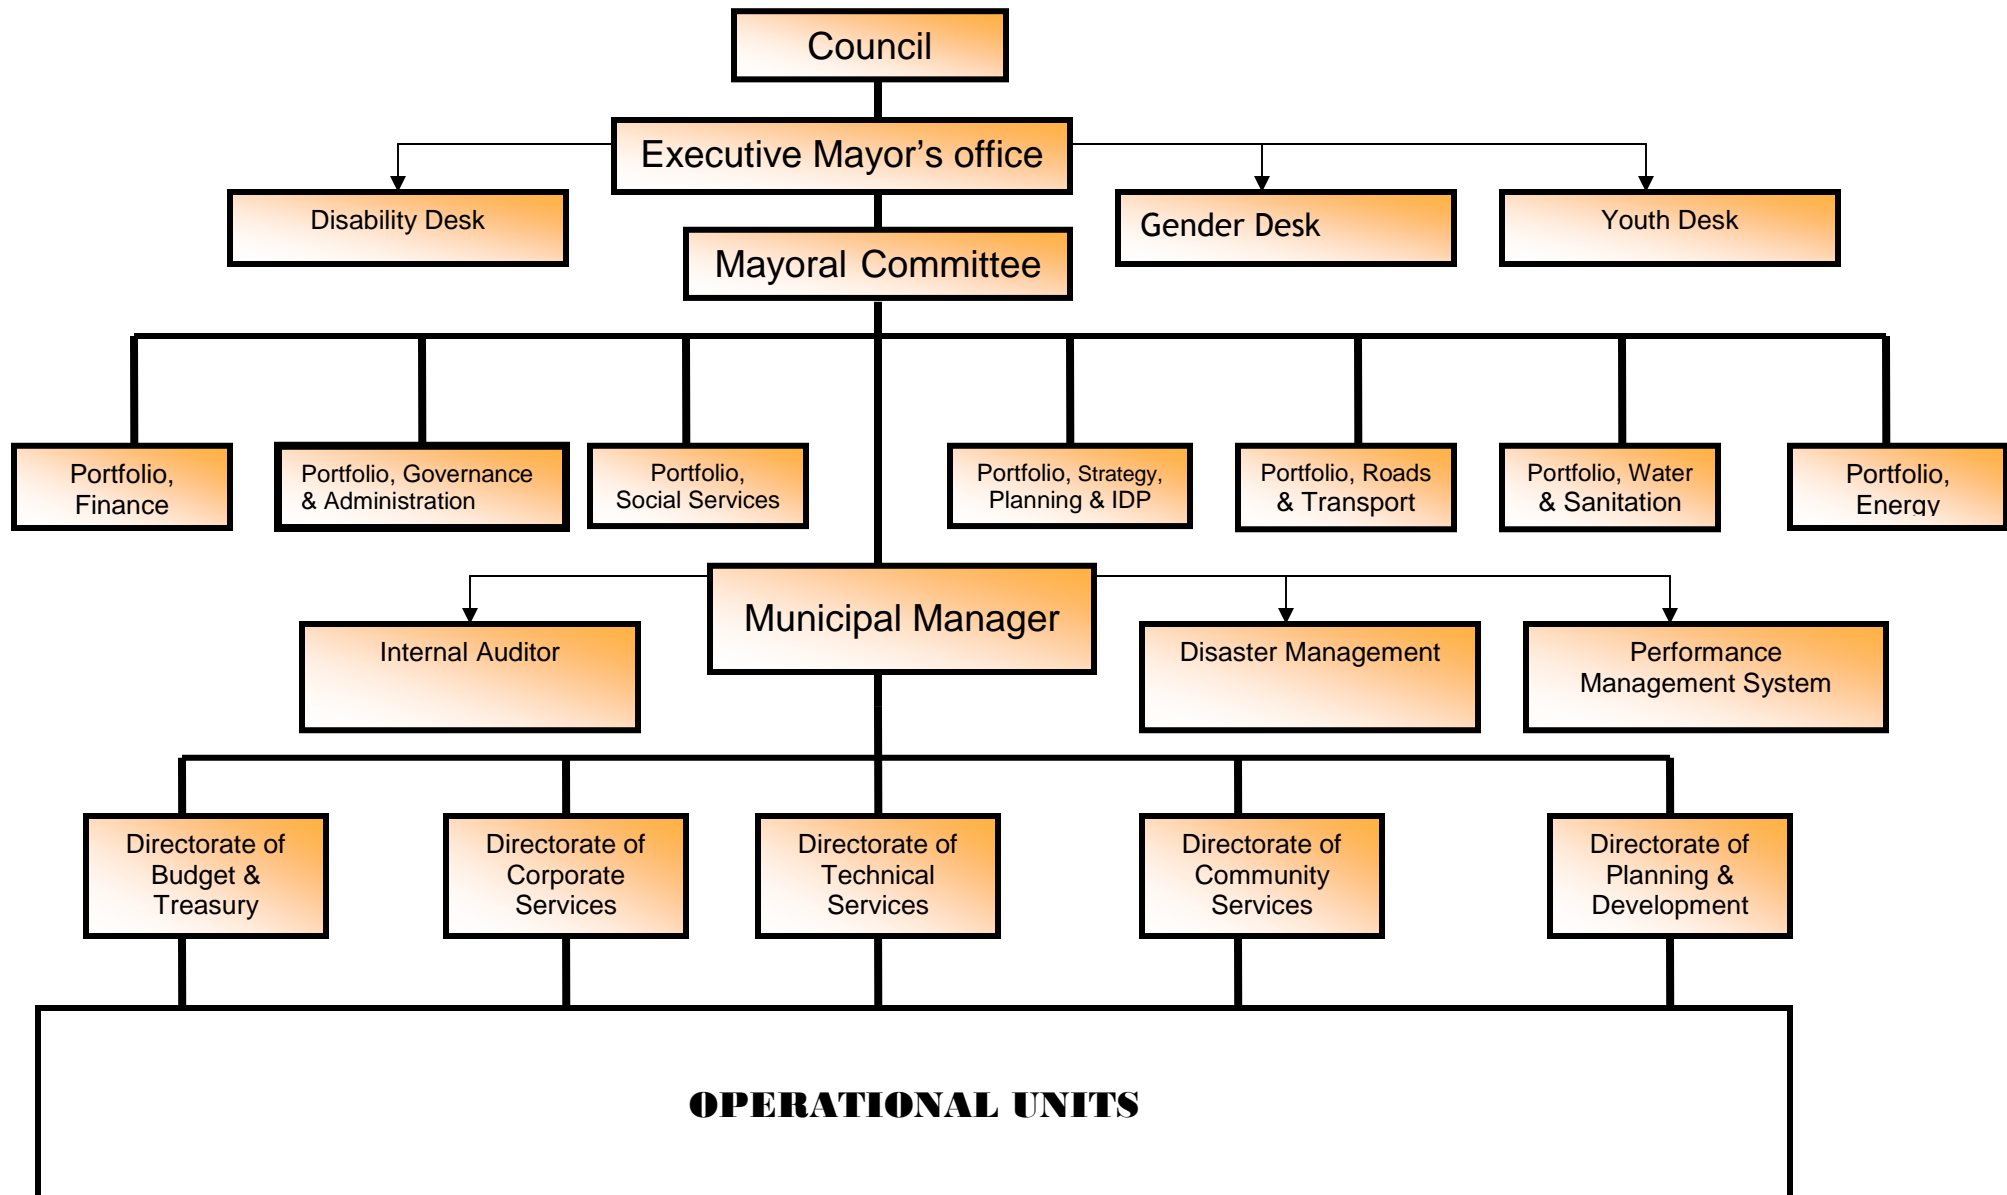 Council
Executive Mayor’s office
Disability Desk
Gender Desk
Youth Desk
Mayoral Committee
Portfolio,
Finance
Portfolio, Governance
& Administration
Portfolio,
Social Services
Portfolio, Strategy,
Planning & IDP
Portfolio, Roads
& Transport
Portfolio, Water
& Sanitation
Portfolio,
Energy
Municipal Manager
Internal Auditor
Disaster Management
Performance
Management System
Directorate of
Budget &
Treasury
Directorate of
Corporate
Services
Directorate of
Technical
Services
Directorate of
Community
Services
Directorate of
Planning &
Development
OPERATIONAL UNITS